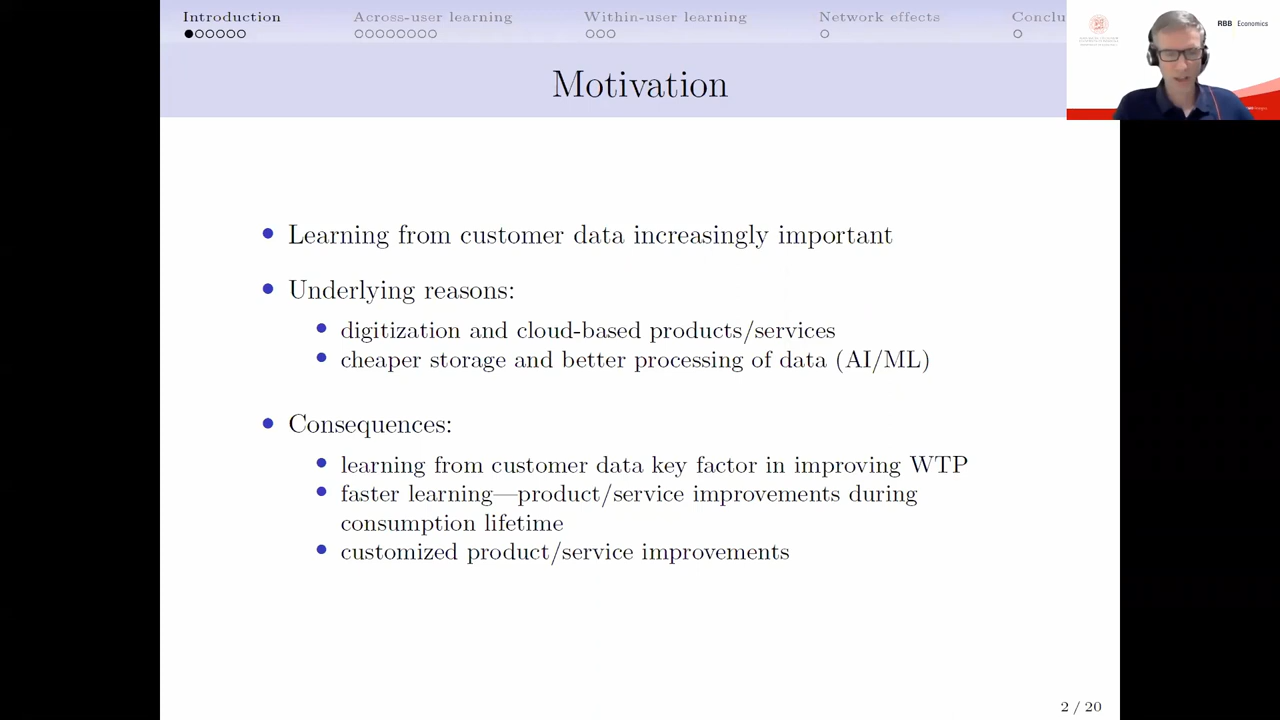 Introduction Across-user learning Within-user learning Network effects Conclu
RBB Economics
Motivation
Learning from customer data increasingly important
Underlying reasons:
digitization and cloud-based products/services
cheaper storage and better processing of data (AI/ML)
Consequences:
learning from customer data key factor in improving WTP
faster learning—product/service improvements during
consumption lifetime
customized product/service improvements
2 / 20